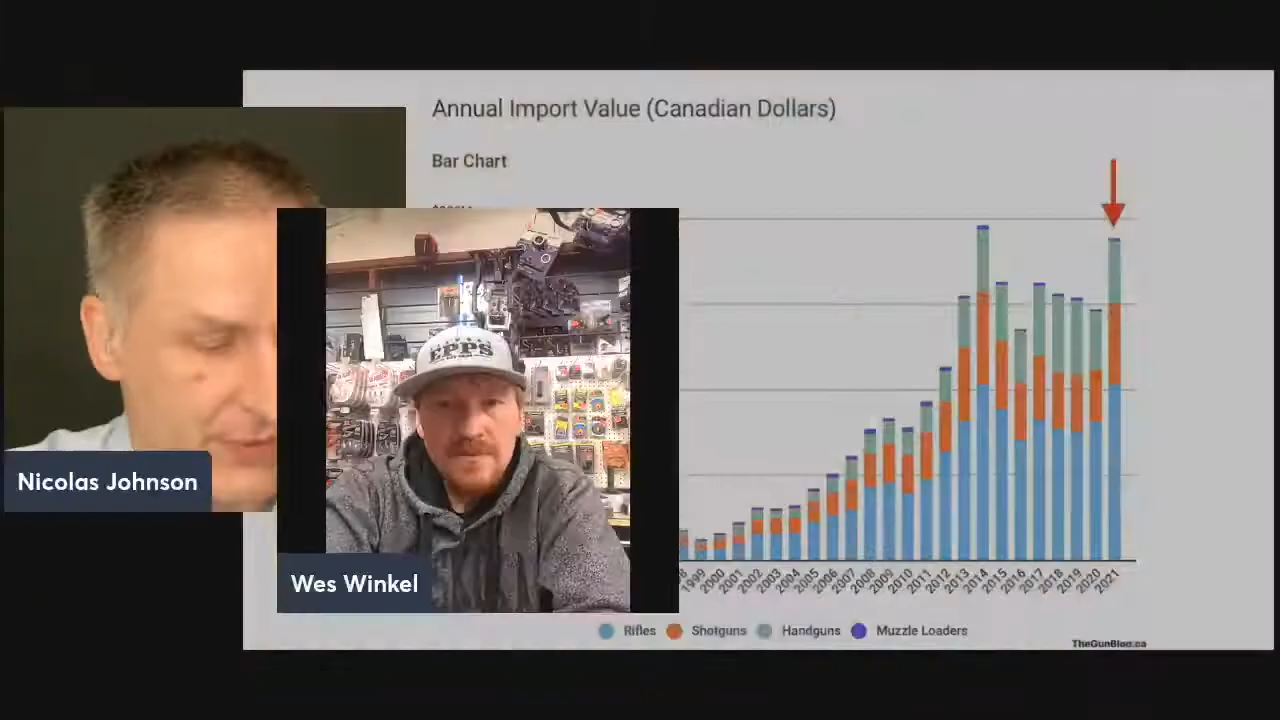 Annual Import Value (Canadian Dollars)
Bar Chart
Nicolas Johnson
EPPS
Wes Winkel
1999
2000
2001
2002
2003
2004
2005
2006
2007
2008
2009
2010
2011
2012
2013
2014
2015
2016
2017
2018
2019
2020
2021
Rifles
Shotguns
Handguns
Muzzle Loaders
TheGunBlog.ca